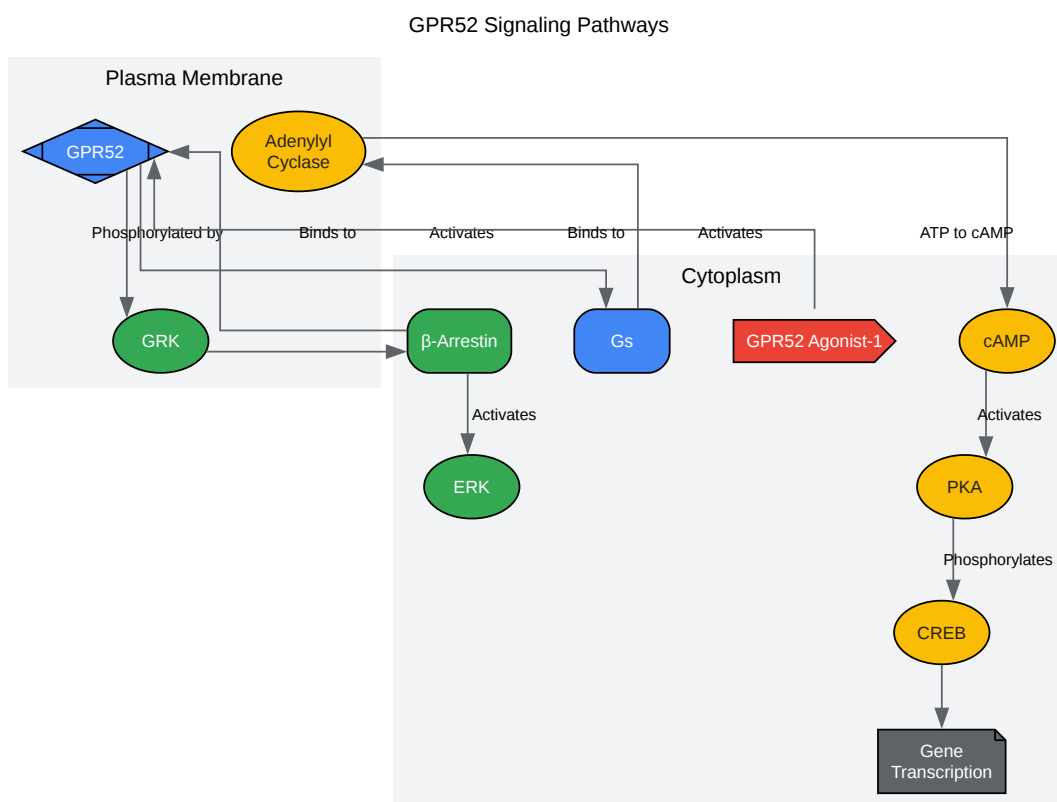 GPR52 Signaling Pathways
Plasma Membrane
GPR52
Adenylyl
Cyclase
Phosphorylated by
Binds to
Activates
Binds to
Activates
ATP to cAMP
Cytoplasm
GRK
β-Arrestin
Gs
GPR52 Agonist-1
cAMP
Activates
Activates
ERK
PKA
Phosphorylates
CREB
Gene
Transcription